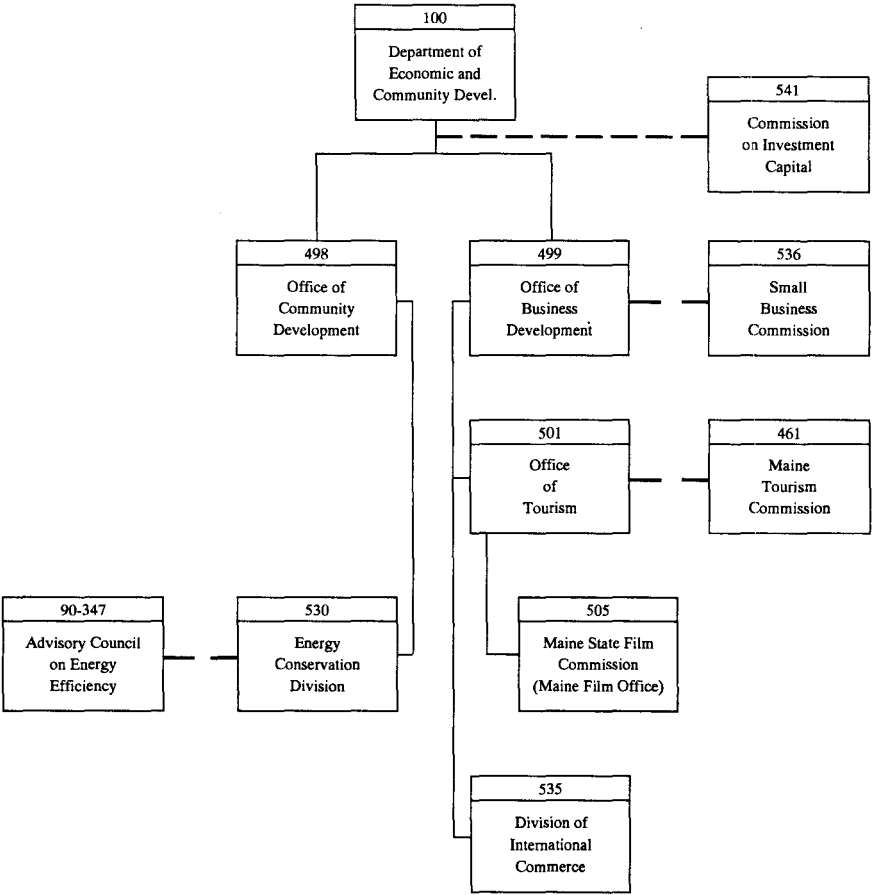 100
Department of
Economic and
Community Devel.
541
Commission
on Investment
Capital
498
Office of
Community
Development
499
Office of
Business
Development
536
Small
Business
Commission
501
Office
of
Tourism
461
Maine
Tourism
Commission
90-347
Advisory Council
on Energy
Efficiency
530
Energy
Conservation
Division
505
Maine State Film
Commission
(Maine Film Office)
535
Division of
International
Commerce